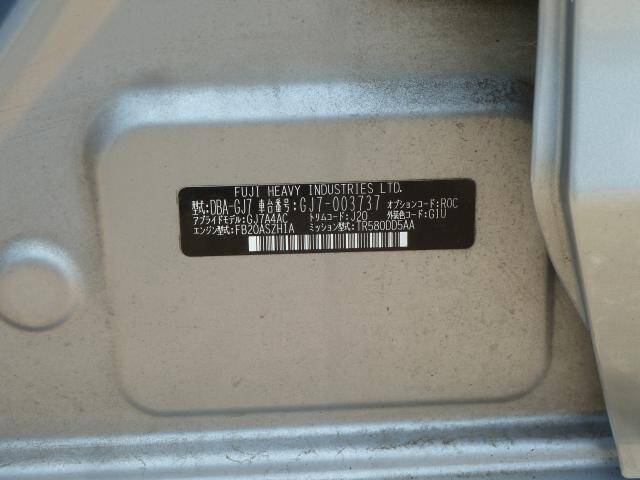 FUJI HEAVY INDUSTRIES LTD.
型式:DBA-GJ7 車台番号:GJ7-003737 オプションコード:ROC
アプライドモデル:GJ7A4AC トリムコード:J20 外装色コード:G1U
エンジン型式:FB20ASZH1A ミッション型式:TR580DD5AA